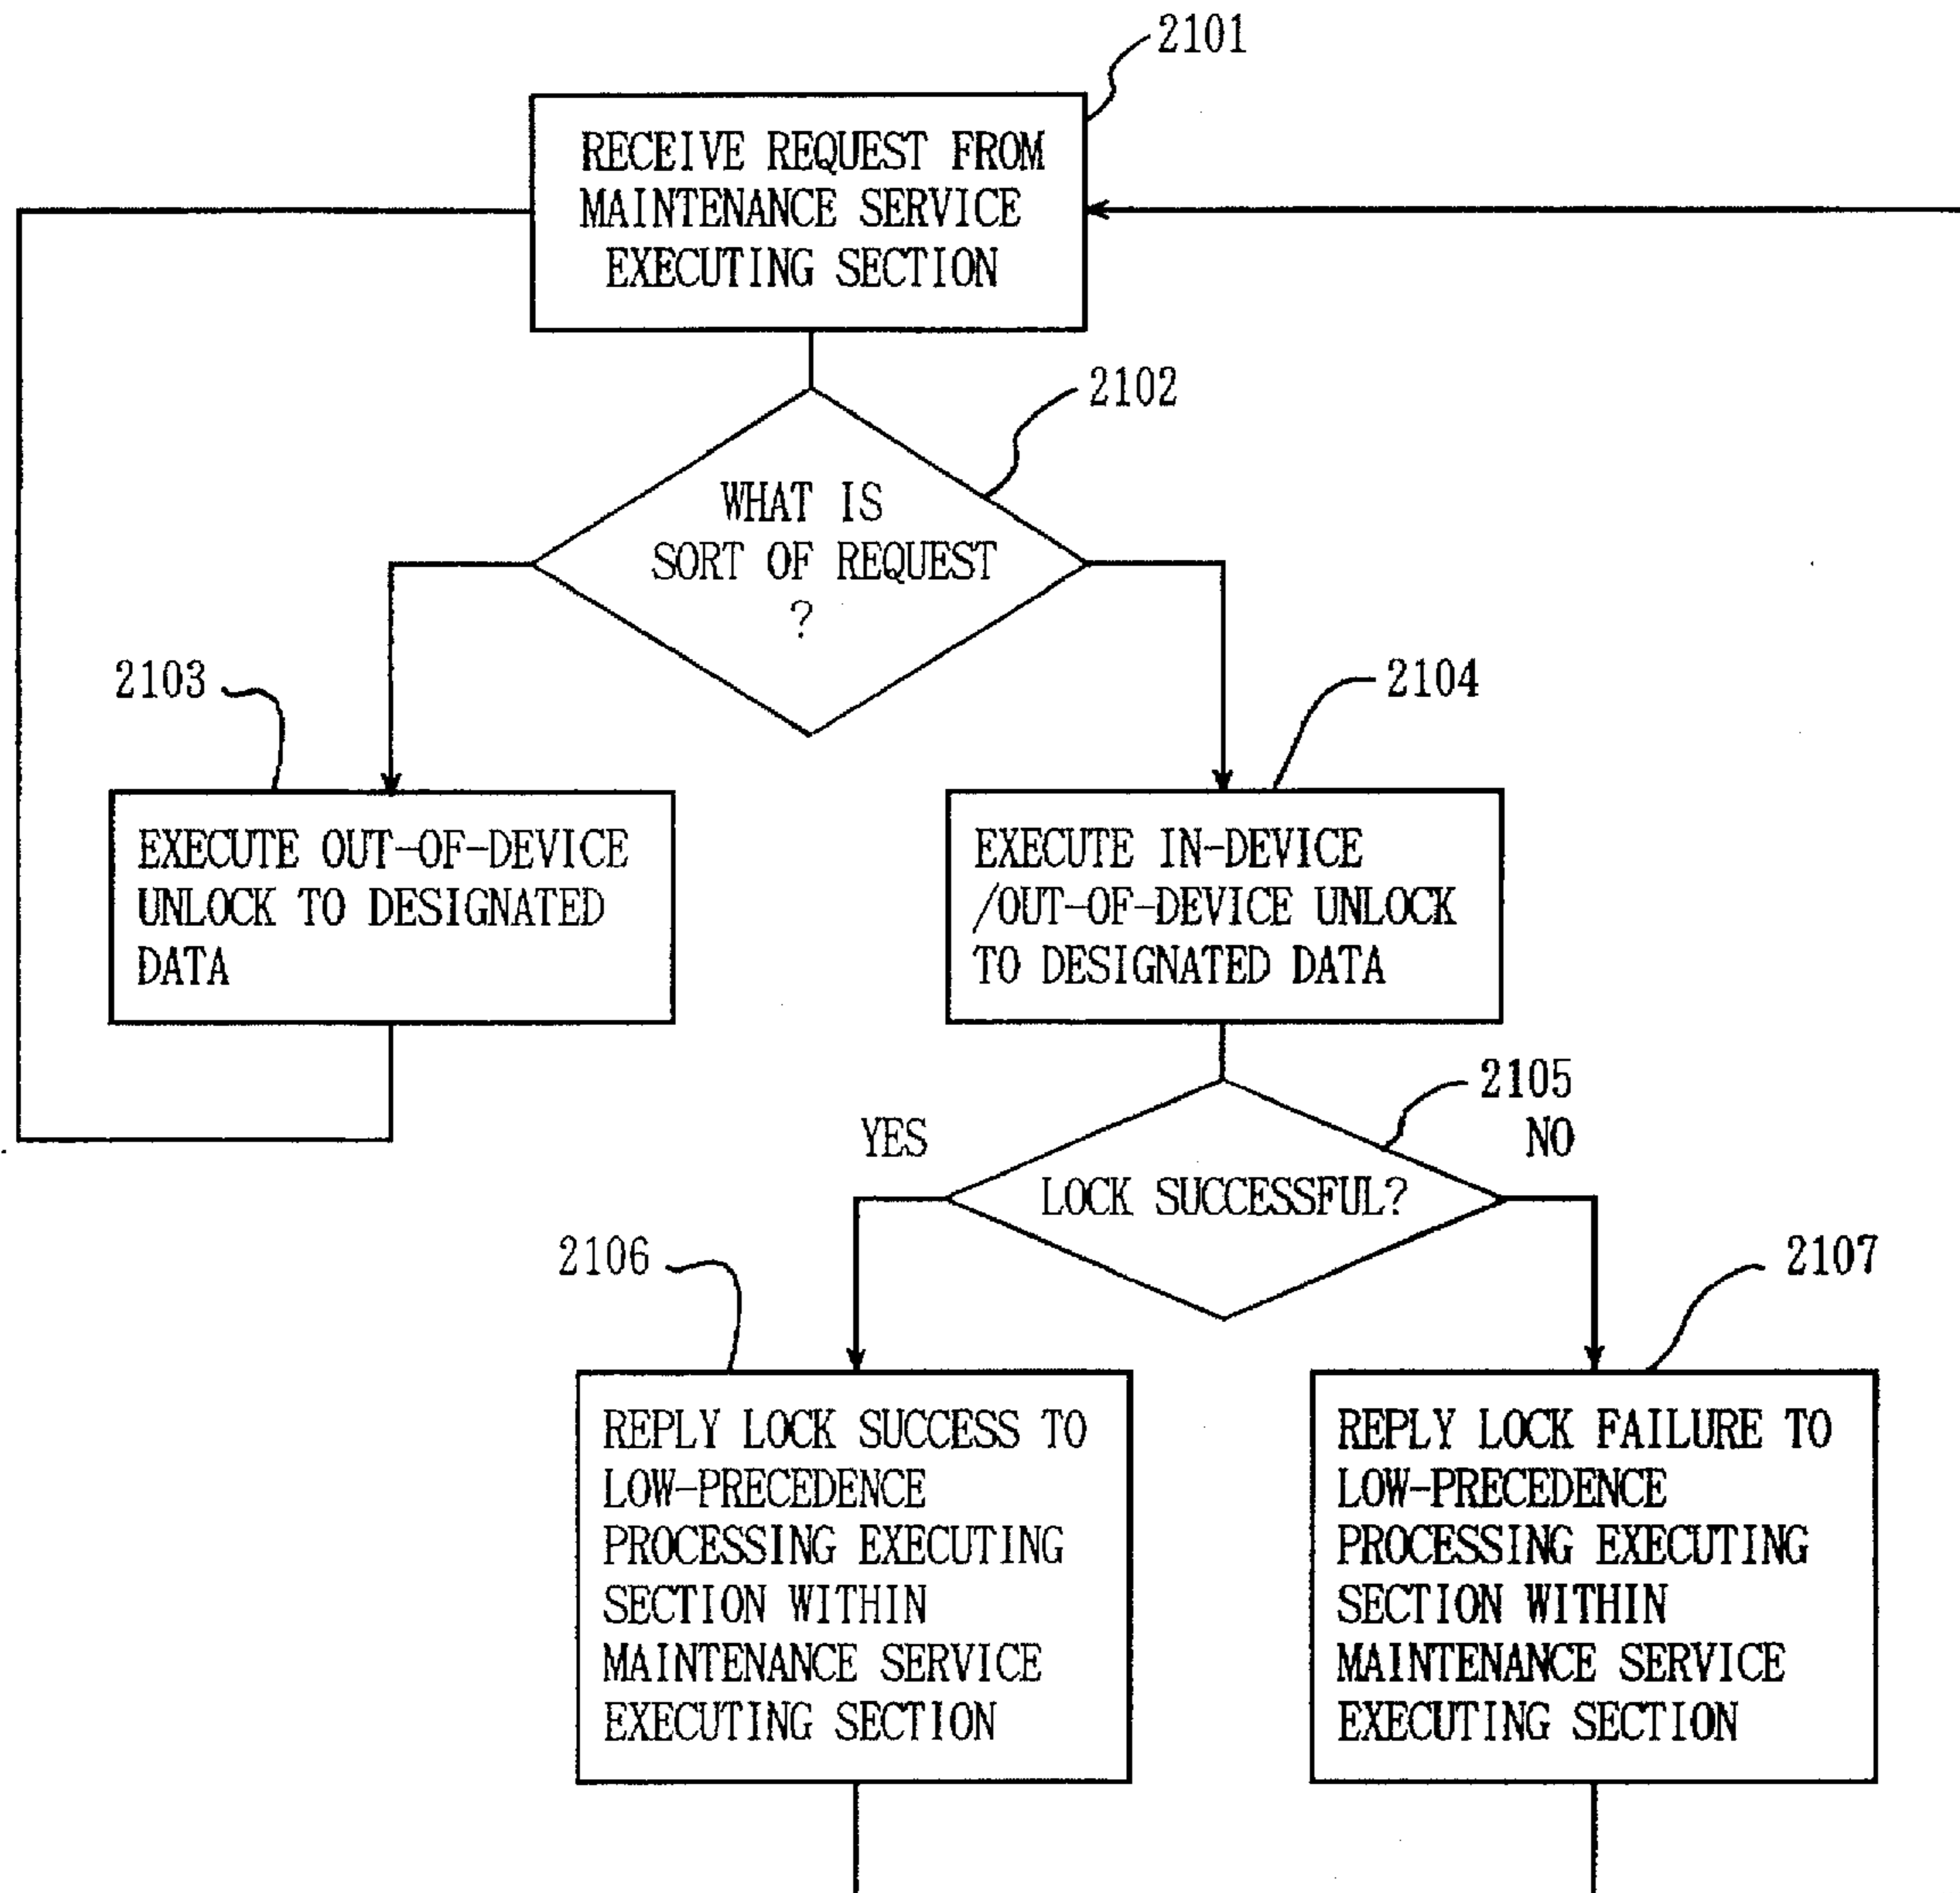 2101
RECEIVE REQUEST FROM
MAINTENANCE SERVICE
EXECUTING SECTION
2102
WHAT IS
SORT OF REQUEST
?
2103
2104
EXECUTE OUT-OF-DEVICE
UNLOCK TO DESIGNATED
DATA
EXECUTE IN-DEVICE
/OUT-OF-DEVICE UNLOCK
TO DESIGNATED DATA
2105
YES
NO
LOCK SUCCESSFUL?
2106
2107
REPLY LOCK SUCCESS TO
LOW-PRECEDENCE
PROCESSING EXECUTING
SECTION WITHIN
MAINTENANCE SERVICE
EXECUTING SECTION
REPLY LOCK FAILURE TO
LOW-PRECEDENCE
PROCESSING EXECUTING
SECTION WITHIN
MAINTENANCE SERVICE
EXECUTING SECTION